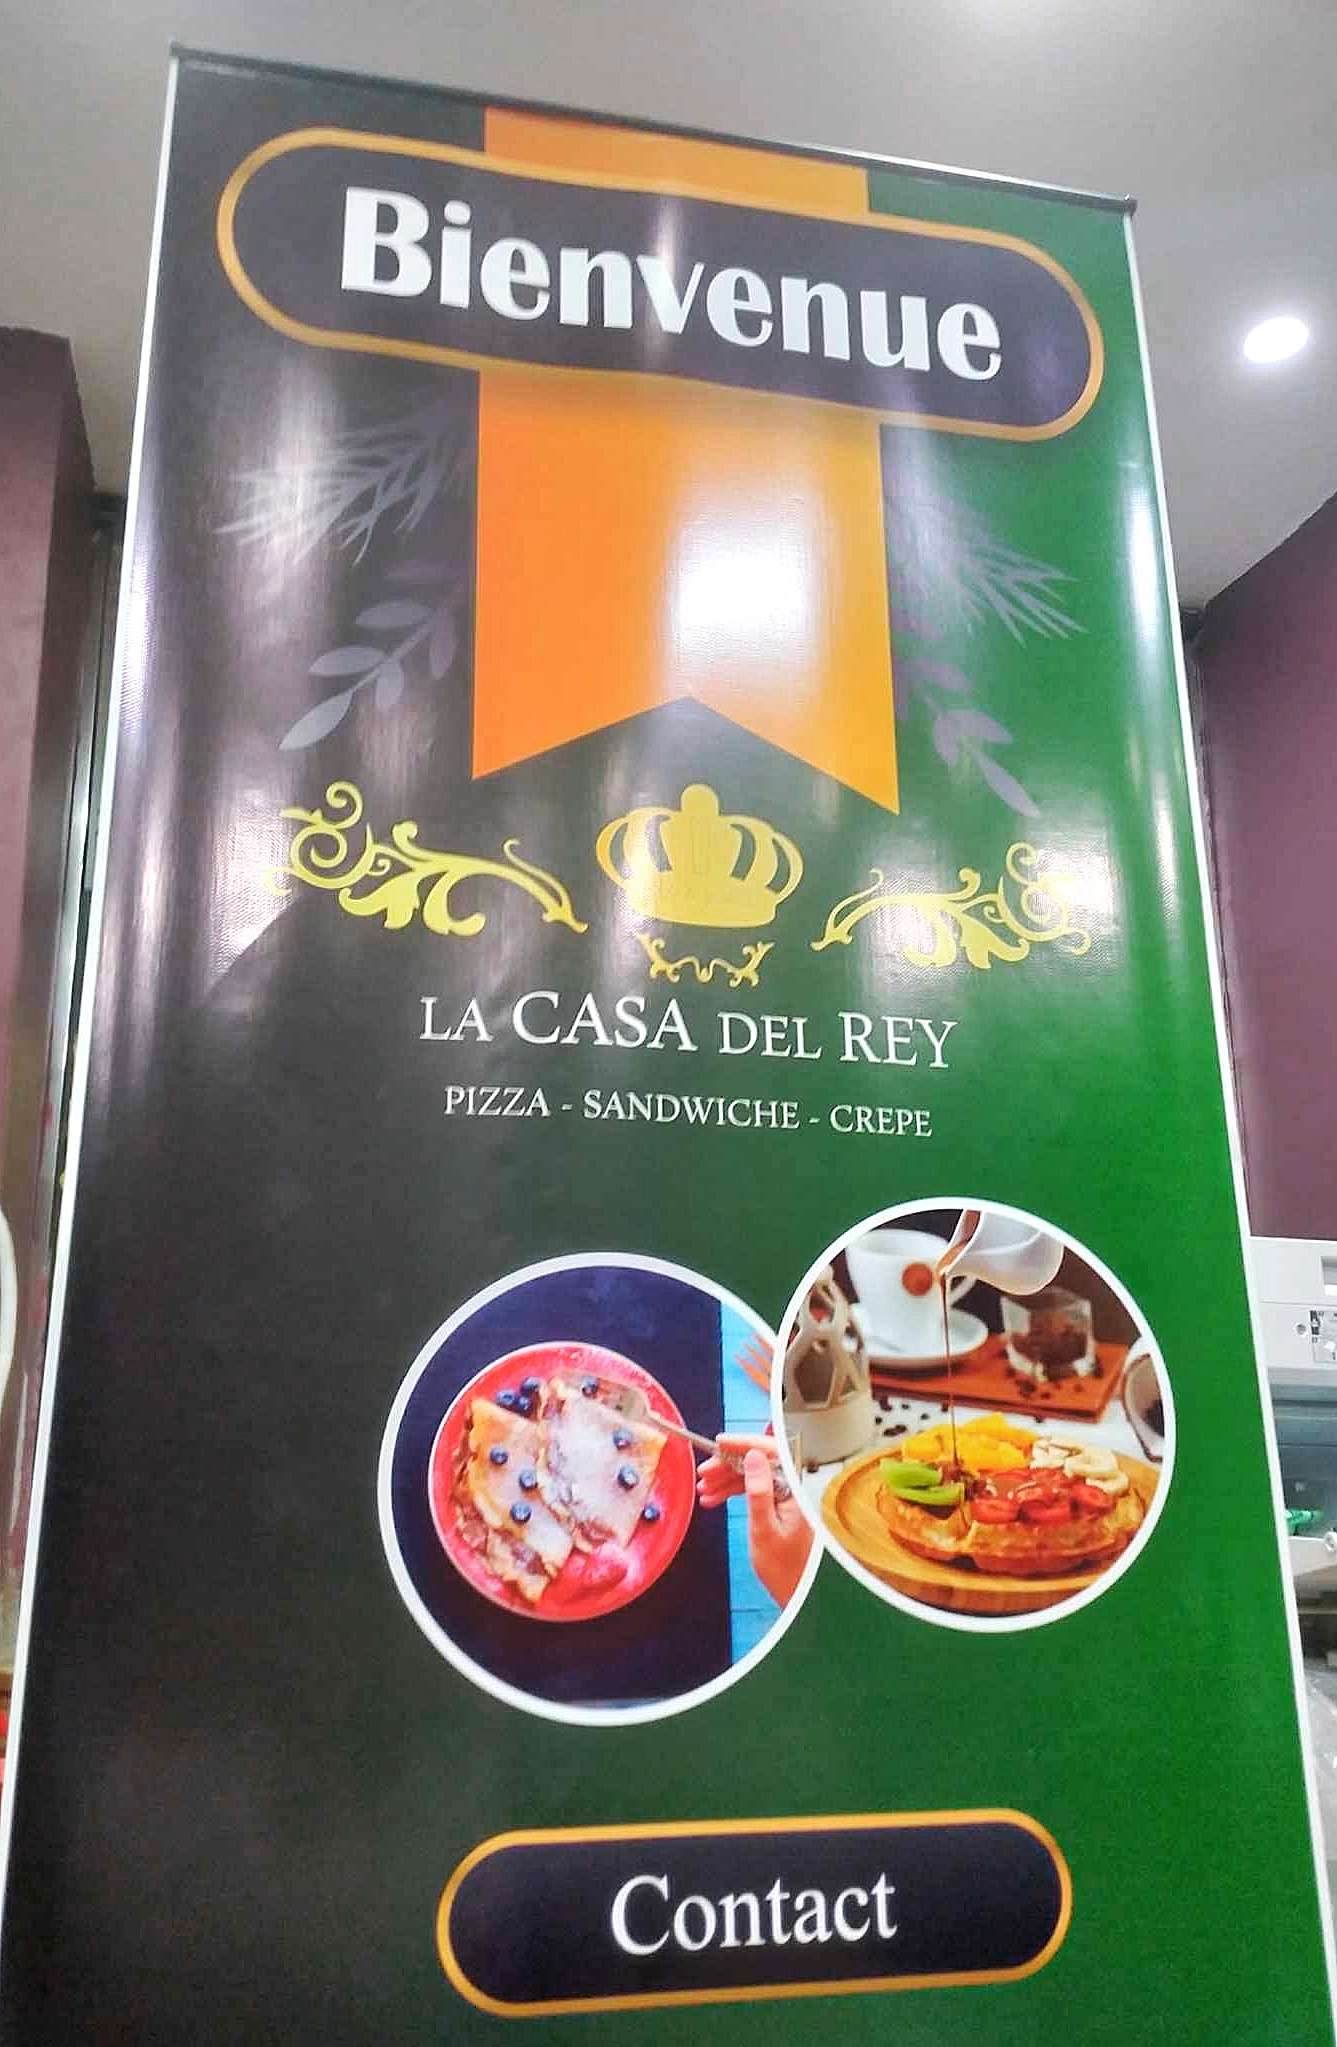 Bienvenue
LA CASA DEL REY
PIZZA - SANDWICHE - CREPE
Contact